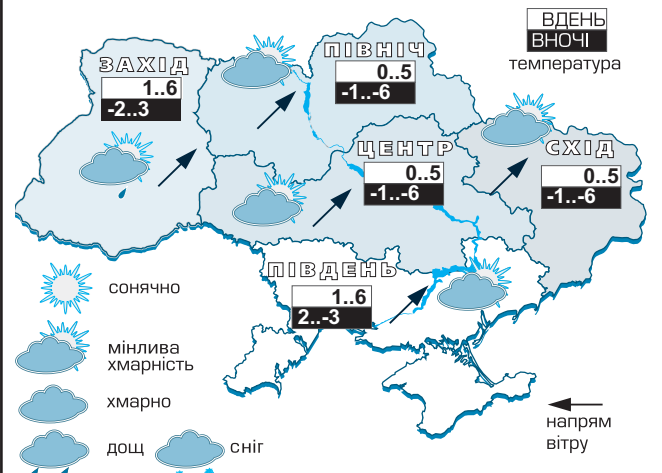 ВДЕНЬ
ВНОЧІ
температура
ЗАХІД
1..6
-2..3
ПІВНІЧ
0..5
-1..-6
ЦЕНТР
0..5
-1..-6
СХІД
0..5
-1..-6
ПІВДЕНЬ
1..6
2..-3
сонячно
мінлива
хмарність
хмарно
дощ
сніг
напрям
вітру